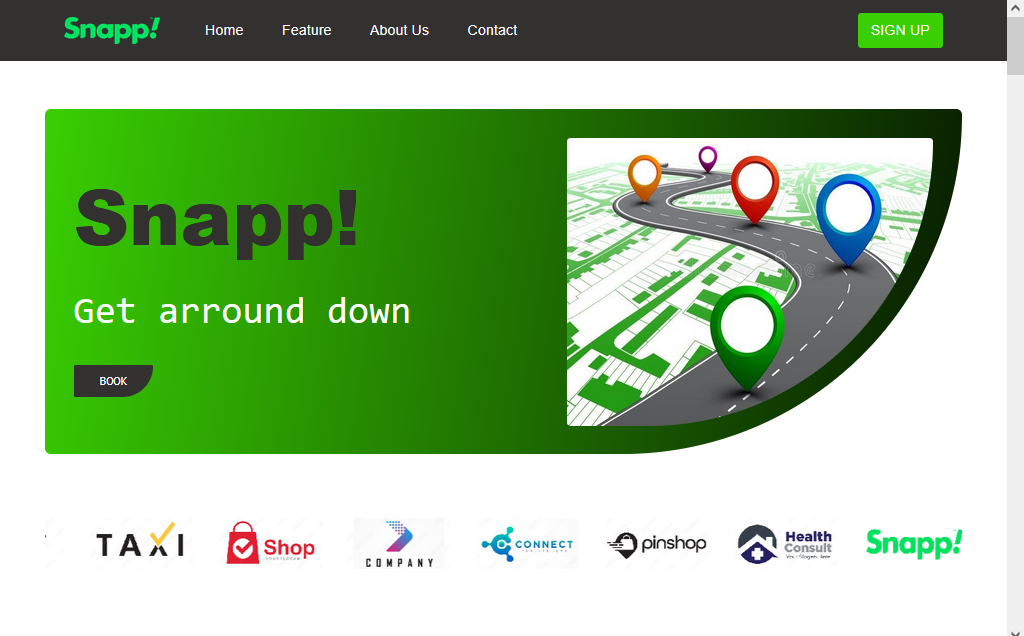 Snapp!
Home
Feature
About Us
Contact
SIGN UP
Snapp!
Get arround down
BOOK
TAXI
Shop
COMPANY
CONNECT
pinshop
Health
Consult
Snapp!